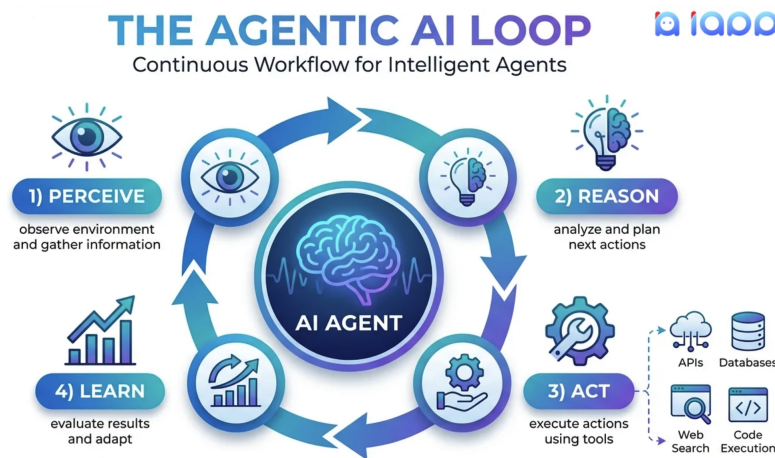 THE AGENTIC AI LOOP
iapp
Continuous Workflow for Intelligent Agents
1) PERCEIVE
observe environment
and gather information
2) REASON
analyze and plan
next actions
AI AGENT
4) LEARN
evaluate results
and adapt
3) ACT
execute actions
using tools
APIs
Databases
Web
Search
</>
Code
Execution